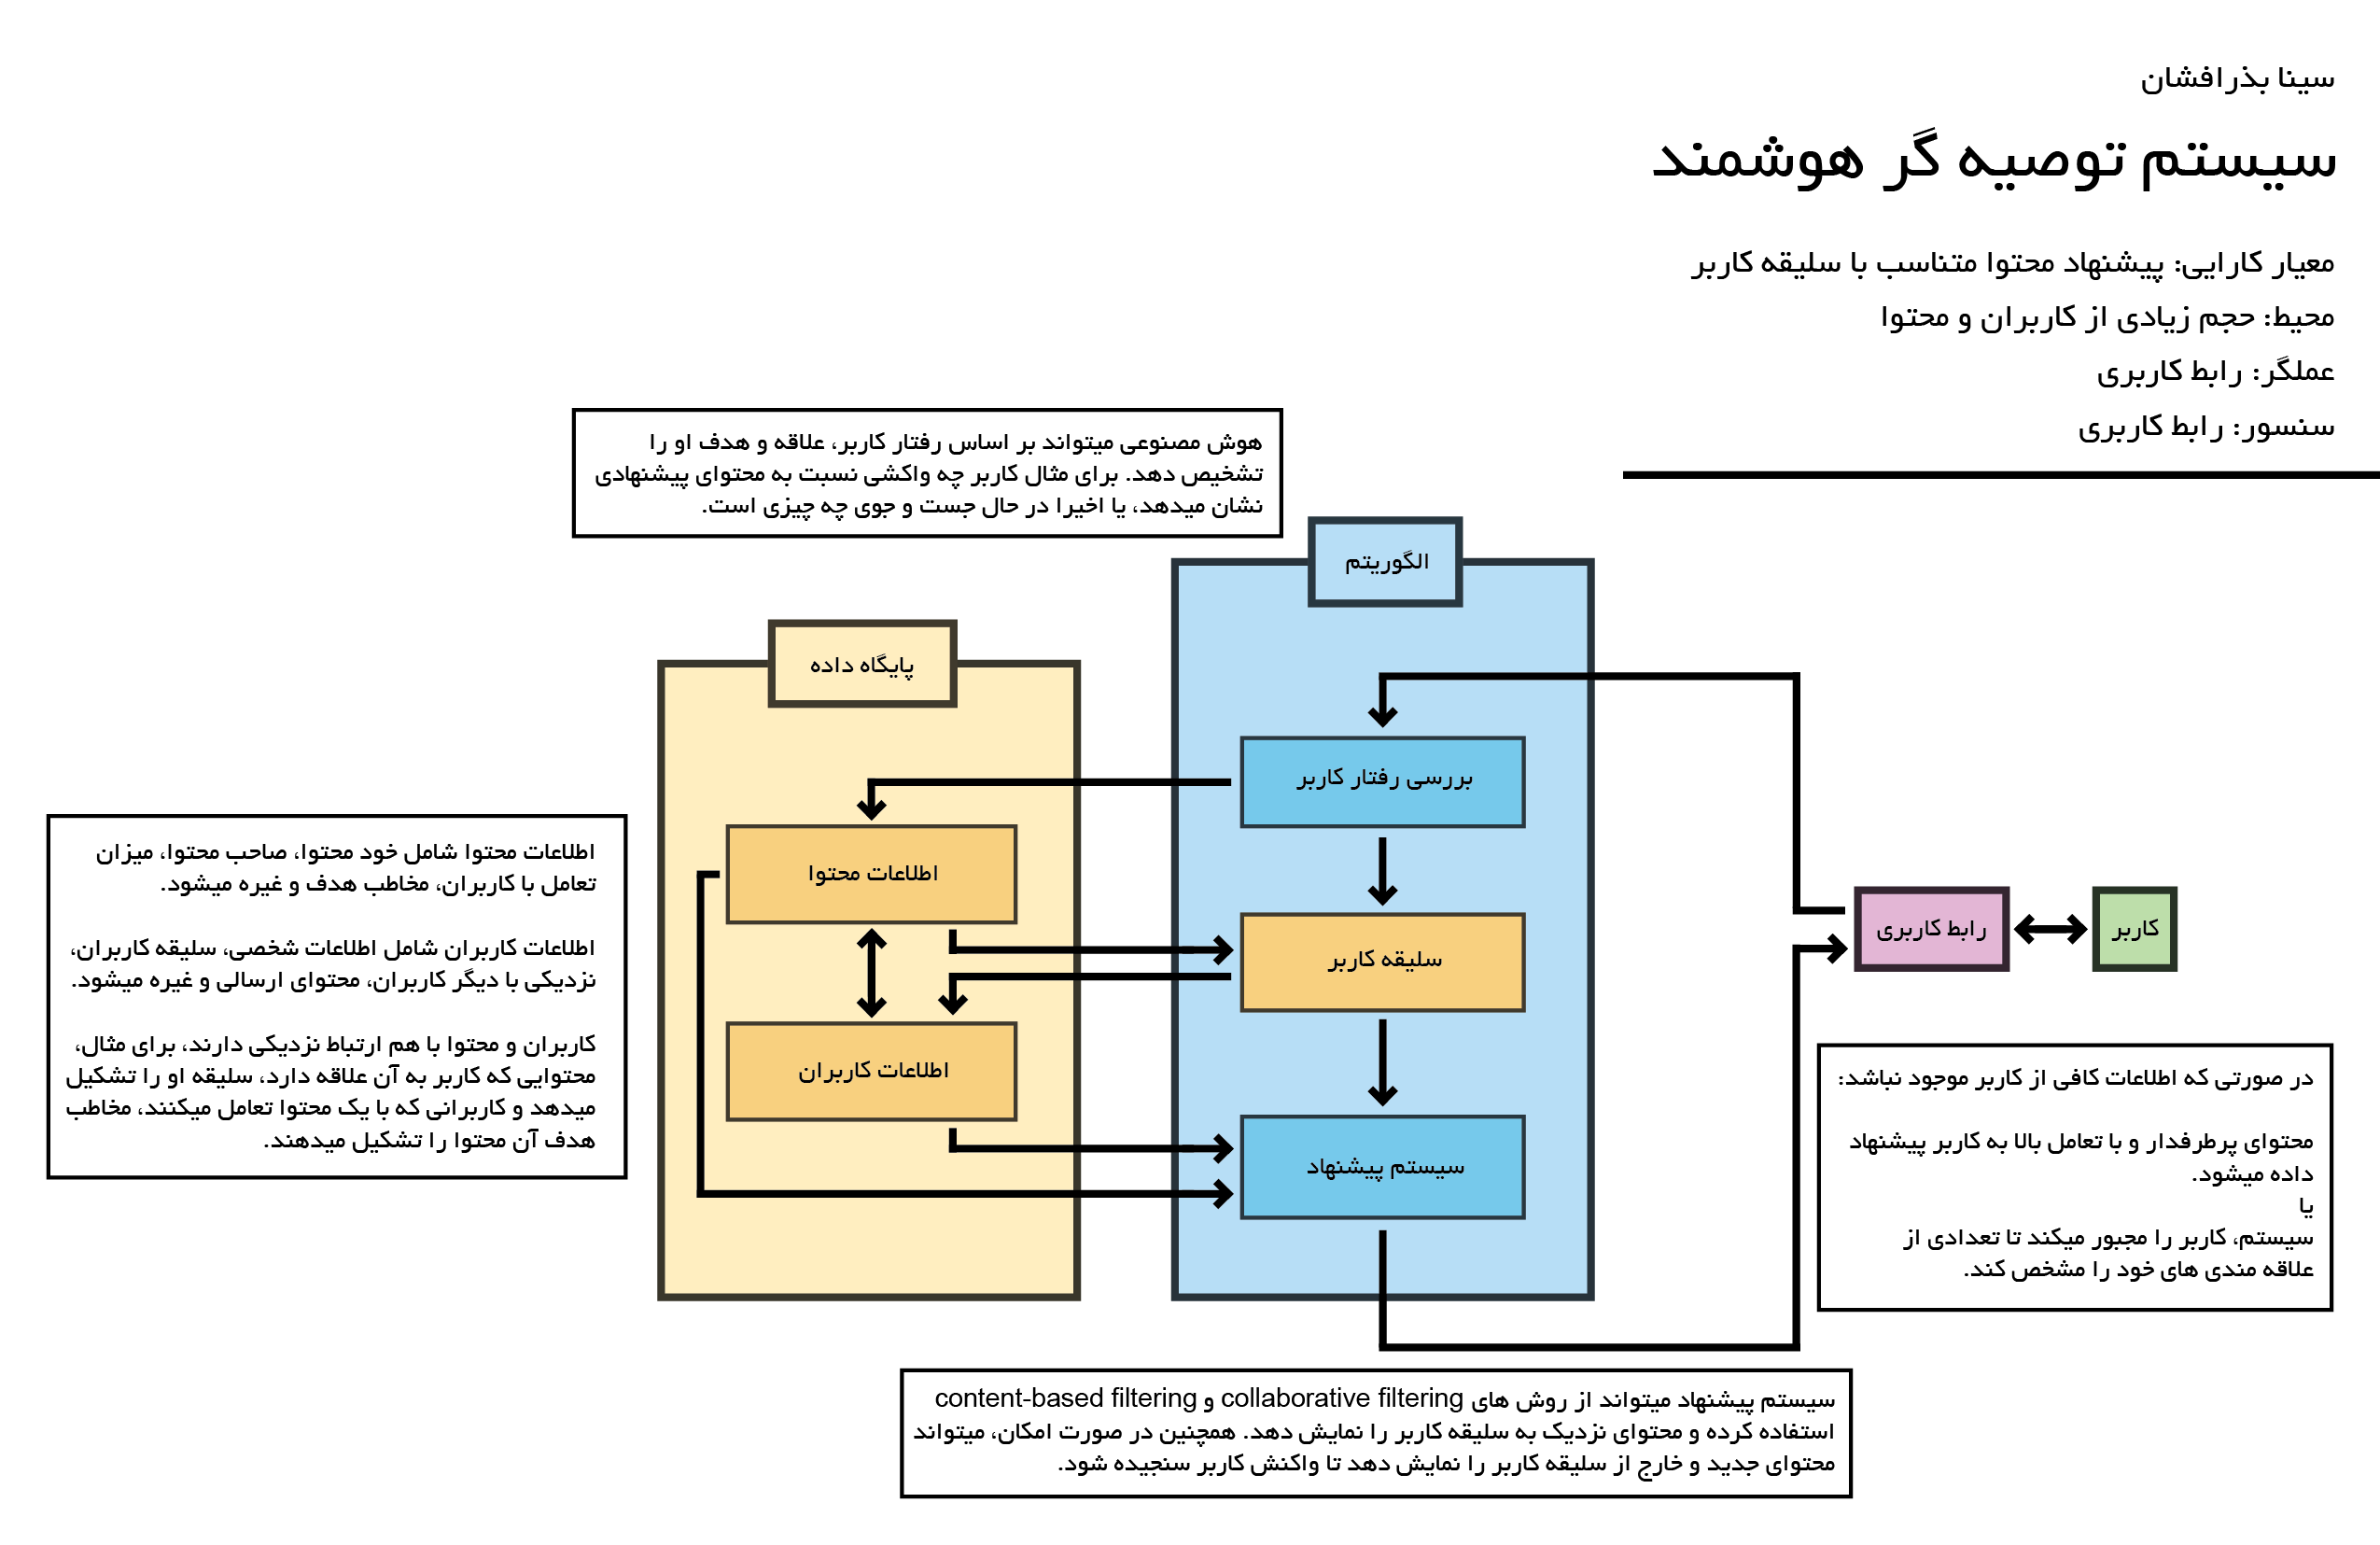 سینا بذرافشان
سیستم توصیه گر هوشمند
معیار کارایی: پیشنهاد محتوا متناسب با سلیقه کاربر
محیط: حجم زیادی از کاربران و محتوا
عملگر: رابط کاربری
سنسور: رابط کاربری
هوش مصنوعی میتواند بر اساس رفتار کاربر، علاقه و هدف او را
تشخیص دهد. برای مثال کاربر چه واکشی نسبت به محتوای پیشنهادی
نشان میدهد، یا اخیرا در حال جست و جوی چه چیزی است.
الگوریتم
بررسی رفتار کاربر
سلیقه کاربر
سیستم پیشنهاد
پایگاه داده
اطلاعات محتوا
اطلاعات کاربران
کاربر
رابط کاربری
در صورتی که اطلاعات کافی از کاربر موجود نباشد:
محتوای پرطرفدار و با تعامل بالا به کاربر پیشنهاد
داده میشود.
یا
سیستم، کاربر را مجبور میکند تا تعدادی از
علاقه مندی های خود را مشخص کند.
اطلاعات محتوا شامل خود محتوا، صاحب محتوا، میزان
تعامل با کاربران، مخاطب هدف و غیره میشود.
اطلاعات کاربران شامل اطلاعات شخصی، سلیقه کاربران،
نزدیکی با دیگر کاربران، محتوای ارسالی و غیره میشود.
کاربران و محتوا با هم ارتباط نزدیکی دارند، برای مثال،
محتوایی که کاربر به آن علاقه دارد، سلیقه او را تشکیل
میدهد و کاربرانی که با یک محتوا تعامل میکنند، مخاطب
هدف آن محتوا را تشکیل میدهند.
سیستم پیشنهاد میتواند از روش های collaborative filtering و content-based filtering
استفاده کرده و محتوای نزدیک به سلیقه کاربر را نمایش دهد. همچنین در صورت امکان، میتواند
محتوای جدید و خارج از سلیقه کاربر را نمایش دهد تا واکنش کاربر سنجیده شود.